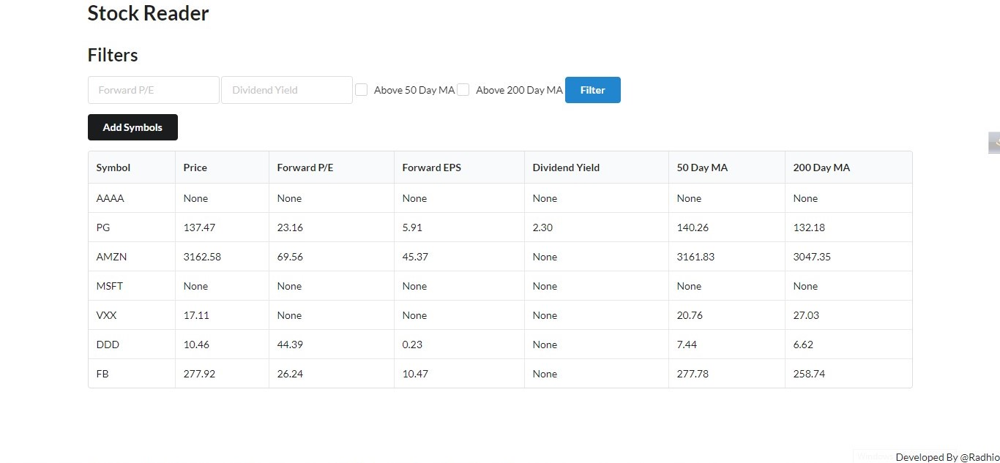 Stock Reader
Filters
Forward P/E Dividend Yield Above 50 Day MA Above 200 Day MA Filter
Add Symbols
Symbol Price Forward P/E Forward EPS Dividend Yield 50 Day MA 200 Day MA
AAAA None None None None None None
PG 137.47 23.16 5.91 2.30 140.26 132.18
AMZN 3162.58 69.56 45.37 None 3161.83 3047.35
MSFT None None None None None None
VXX 17.11 None None None 20.76 27.03
DDD 10.46 44.39 0.23 None 7.44 6.62
FB 277.92 26.24 10.47 None 277.78 258.74
Developed By @Radhio